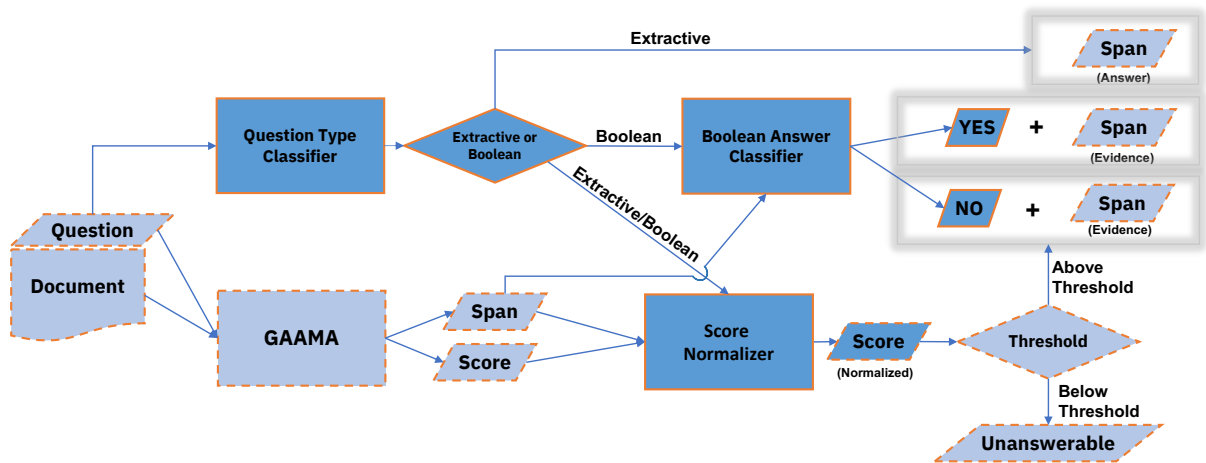 Extractive
Span
(Answer)
Question Type
Classifier
Extractive or
Boolean
Boolean
Boolean Answer
Classifier
YES
+
Span
(Evidence)
NO
+
Span
(Evidence)
Extractive/Boolean
Question
Document
GAAMA
Span
Score
Score
Normalizer
Score
(Normalized)
Threshold
Above
Threshold
Below
Threshold
Unanswerable